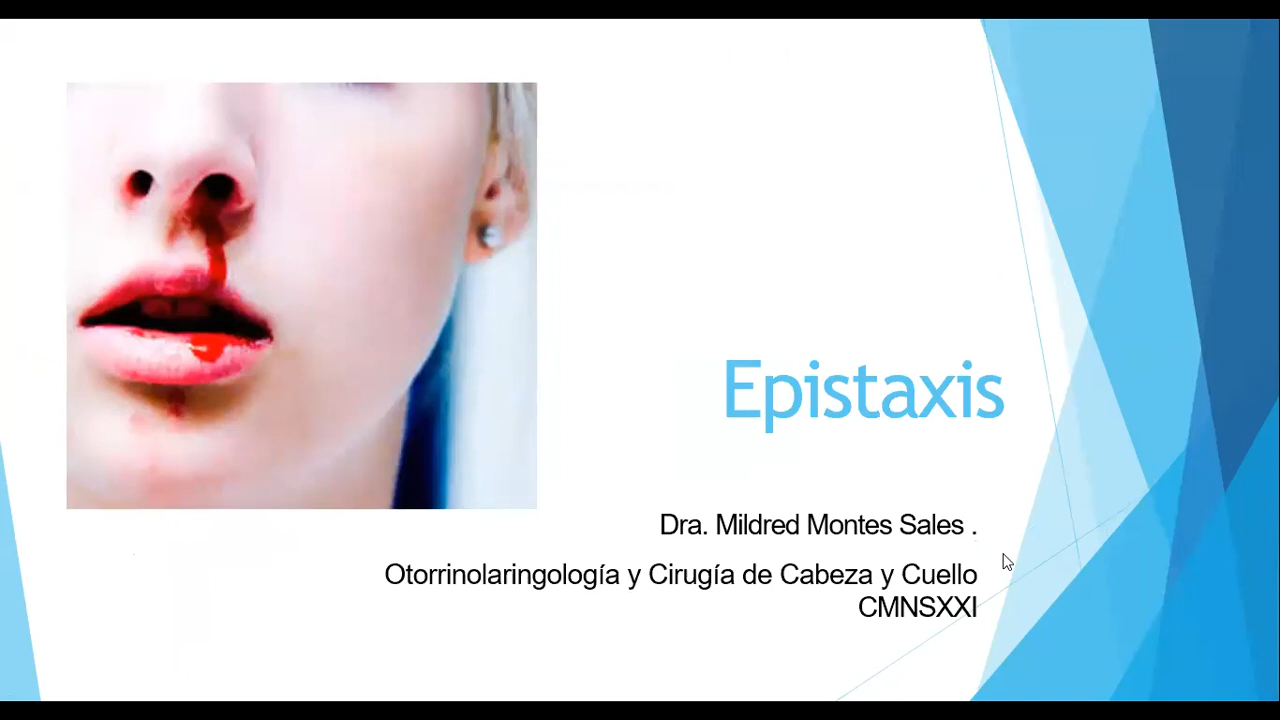 Epistaxis
Dra. Mildred Montes Sales .
Otorrinolaringología y Cirugía de Cabeza y Cuello
CMNSXXI